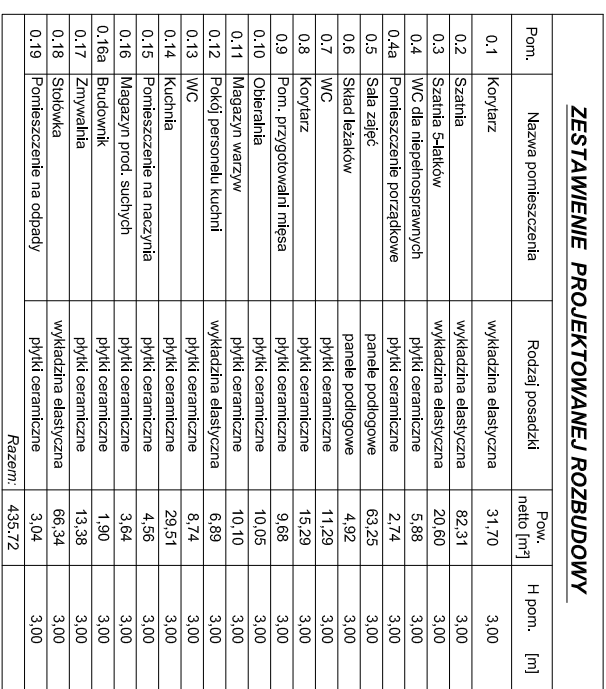 ZESTAWIENIE PROJEKTOWANEJ ROZBUDOWY
Pom. Nazwa pomieszczenia Rodzaj posadzki Pow. netto [m²] H pom. [m]
0.1 Korytarz wykładzina elastyczna 31,70 3,00
0.2 Szatnia wykładzina elastyczna 82,31 3,00
0.3 Szatnia 5-latków wykładzina elastyczna 20,60 3,00
0.4 WC dla niepełnosprawnych płytki ceramiczne 5,88 3,00
0.4a Pomieszczenie porządkowe płytki ceramiczne 2,74 3,00
0.5 Sala zajęć panele podłogowe 63,25 3,00
0.6 Skład leżaków panele podłogowe 4,92 3,00
0.7 WC płytki ceramiczne 11,29 3,00
0.8 Korytarz płytki ceramiczne 15,29 3,00
0.9 Pom. przygotowalni mięsa płytki ceramiczne 9,68 3,00
0.10 Obieralnia płytki ceramiczne 10,05 3,00
0.11 Magazyn warzyw płytki ceramiczne 10,10 3,00
0.12 Pokój personelu kuchni wykładzina elastyczna 6,89 3,00
0.13 WC płytki ceramiczne 8,74 3,00
0.14 Kuchnia płytki ceramiczne 29,51 3,00
0.15 Pomieszczenie na naczynia płytki ceramiczne 4,56 3,00
0.16 Magazyn prod. suchych płytki ceramiczne 3,64 3,00
0.16a Brudownik płytki ceramiczne 1,90 3,00
0.17 Zmywalnia płytki ceramiczne 13,38 3,00
0.18 Stołówka wykładzina elastyczna 66,34 3,00
0.19 Pomieszczenie na odpady płytki ceramiczne 3,04 3,00
Razem: 435.72